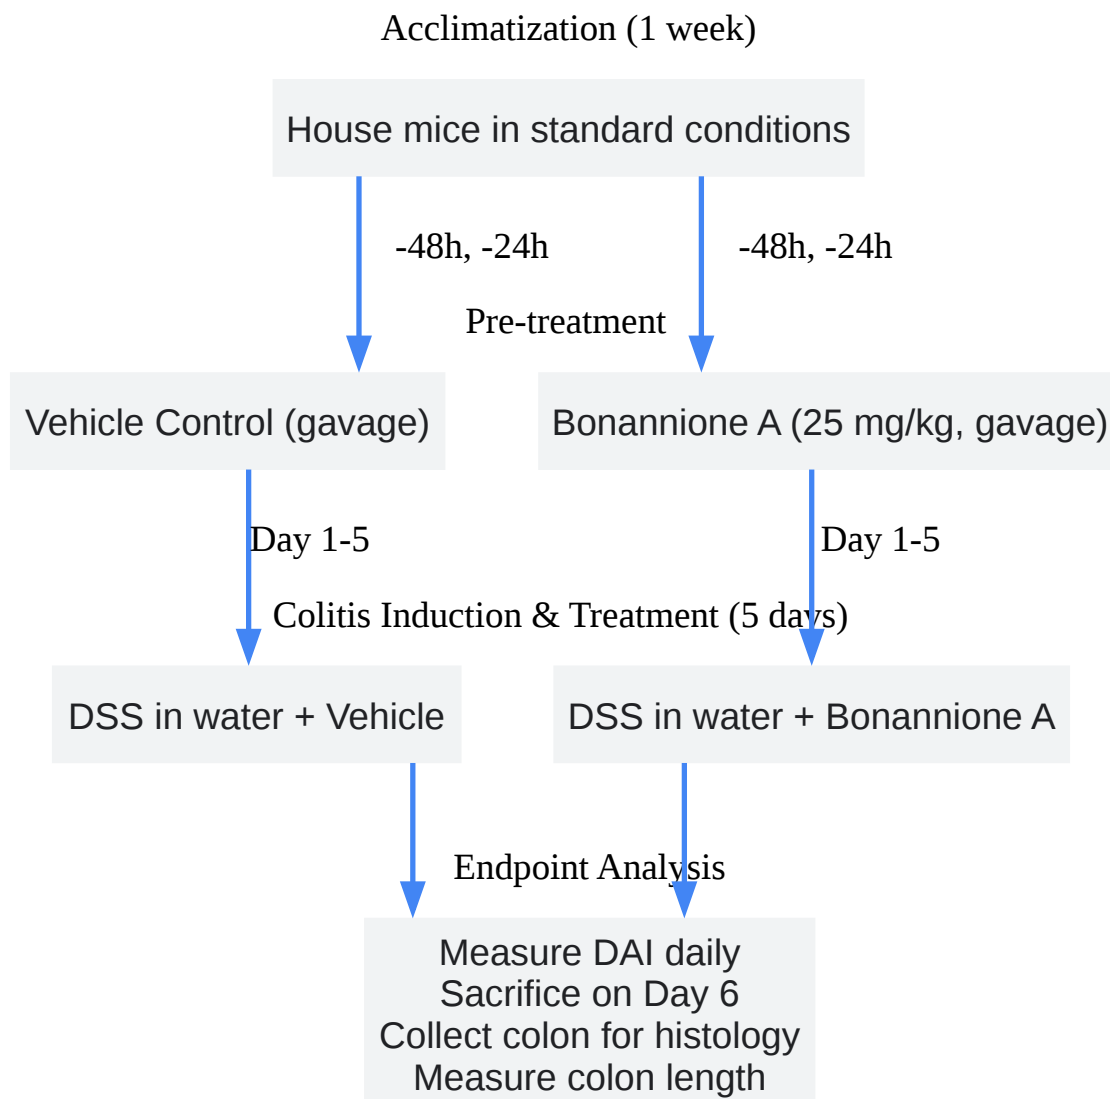 Acclimatization (1 week)
House mice in standard conditions
-48h, -24h
-48h, -24h
Pre-treatment
Vehicle Control (gavage)
Bonannione A (25 mg/kg, gavage)
Day 1-5
Day 1-5
Colitis Induction & Treatment (5 days)
DSS in water + Vehicle
DSS in water + Bonannione A
Endpoint Analysis
Measure DAI daily
Sacrifice on Day 6
Collect colon for histology
Measure colon length